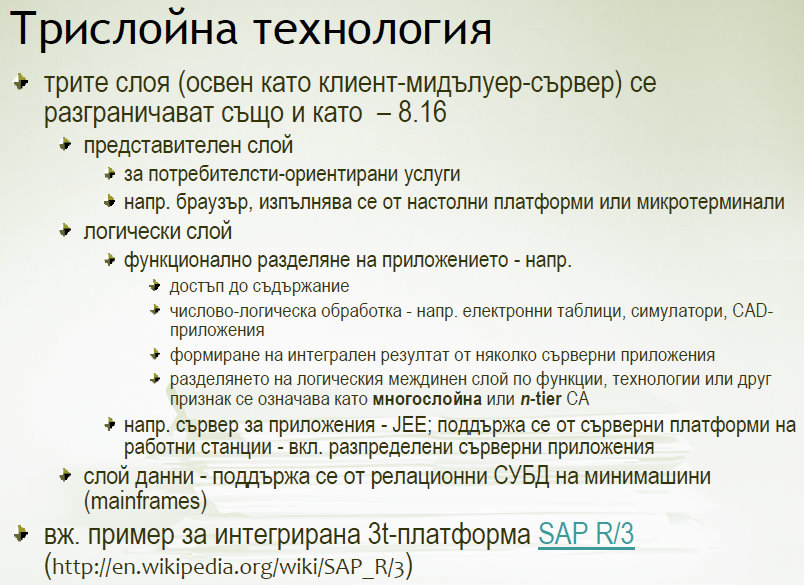 Трислойна технология
трите слоя (освен като клиент-мидълуер-сървер) се
разграничават също и като – 8.16
представителен слой
за потребителсти-ориентирани услуги
напр. браузър, изпълнява се от настолни платформи или микротерминали
логически слой
функционално разделяне на приложението - напр.
достъп до съдържание
числово-логическа обработка - напр. електронни таблици, симулатори, CAD-
приложения
формиране на интегрален резултат от няколко сърверни приложения
разделянето на логическия междинен слой по функции, технологии или друг
признак се означава като многослойна или n-tier СА
напр. сървер за приложения - JEE; поддържа се от сърверни платформи на
работни станции - вкл. разпределени сърверни приложения
слой данни - поддържа се от релационни СУБД на минимашини
(mainframes)
вж. пример за интегрирана 3t-платформа SAP R/3
(http://en.wikipedia.org/wiki/SAP_R/3)